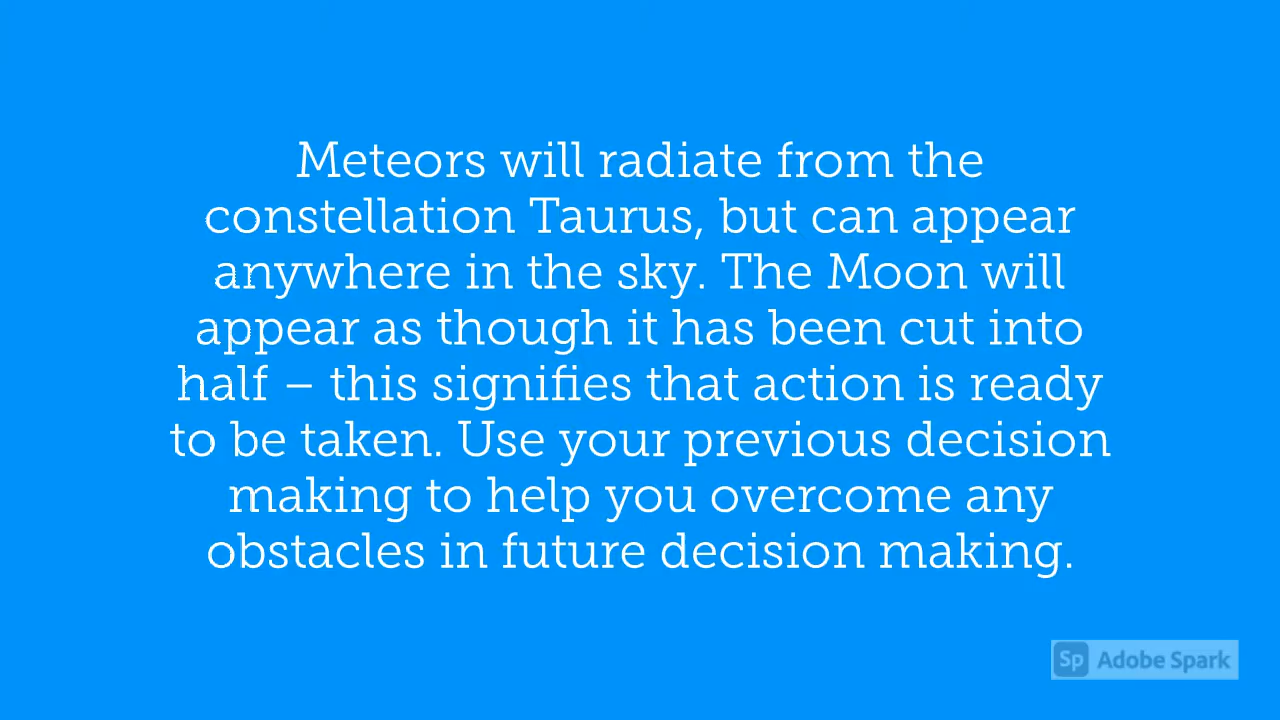 Meteors will radiate from the
constellation Taurus, but can appear
anywhere in the sky. The Moon will
appear as though it has been cut into
half – this signifies that action is ready
to be taken. Use your previous decision
making to help you overcome any
obstacles in future decision making.
Sp Adobe Spark